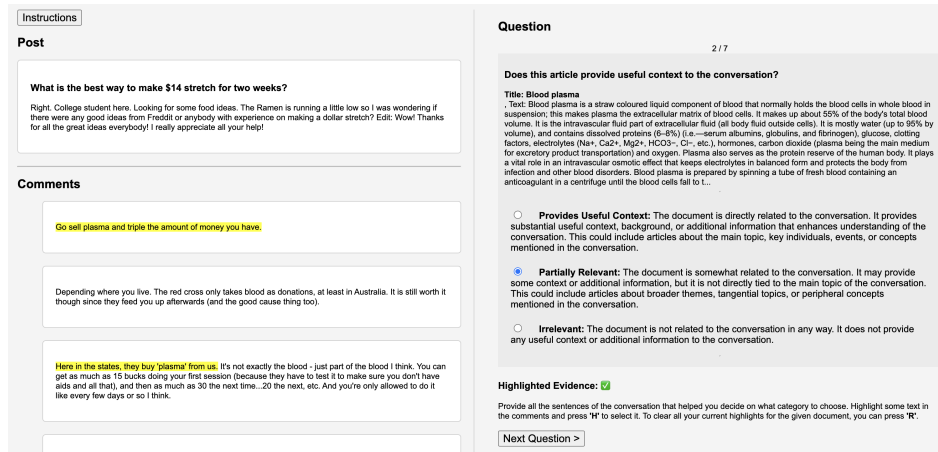 Instructions
Post
What is the best way to make $14 stretch for two weeks?
Right. College student here. Looking for some food ideas. The Ramen is running a little low so I was wondering if
there were any good ideas from Freddit or anybody with experience on making a dollar stretch? Edit: Wow! Thanks
for all the great ideas everybody! I really appreciate all your help!
Comments
Go sell plasma and triple the amount of money you have.
Depending where you live. The red cross only takes blood as donations, at least in Australia. It is still worth it
though since they feed you up afterwards (and the good cause thing too).
Here in the states, they buy 'plasma' from us. It's not exactly the blood - just part of the blood I think. You can
get as much as 15 bucks doing your first session (because they have to test it to make sure you don't have
aids and all that), and then as much as 30 the next time...20 the next, etc. And you're only allowed to do it
like every few days or so I think.
Question
2 / 7
Does this article provide useful context to the conversation?
Title: Blood plasma
, Text: Blood plasma is a straw coloured liquid component of blood that normally holds the blood cells in whole blood in
suspension; this makes plasma the extracellular matrix of blood cells. It makes up about 55% of the body's total blood
volume. It is the intravascular fluid part of extracellular fluid (all body fluid outside cells). It is mostly water (up to 95% by
volume), and contains dissolved proteins (6–8%) (i.e.—serum albumins, globulins, and fibrinogen), glucose, clotting
factors, electrolytes (Na+, Ca2+, Mg2+, HCO3−, Cl−, etc.), hormones, carbon dioxide (plasma being the main medium
for excretory product transportation) and oxygen. Plasma also serves as the protein reserve of the human body. It plays
a vital role in an intravascular osmotic effect that keeps electrolytes in balanced form and protects the body from
infection and other blood disorders. Blood plasma is prepared by spinning a tube of fresh blood containing an
anticoagulant in a centrifuge until the blood cells fall to t...
Provides Useful Context: The document is directly related to the conversation. It provides
substantial useful context, background, or additional information that enhances understanding of the
conversation. This could include articles about the main topic, key individuals, events, or concepts
mentioned in the conversation.
Partially Relevant: The document is somewhat related to the conversation. It may provide
some context or additional information, but it is not directly tied to the main topic of the conversation.
This could include articles about broader themes, tangential topics, or peripheral concepts
mentioned in the conversation.
Irrelevant: The document is not related to the conversation in any way. It does not provide
any useful context or additional information to the conversation.
Highlighted Evidence: ✅
Provide all the sentences of the conversation that helped you decide on what category to choose. Highlight some text in
the comments and press 'H' to select it. To clear all your current highlights for the given document, you can press 'R'.
Next Question >